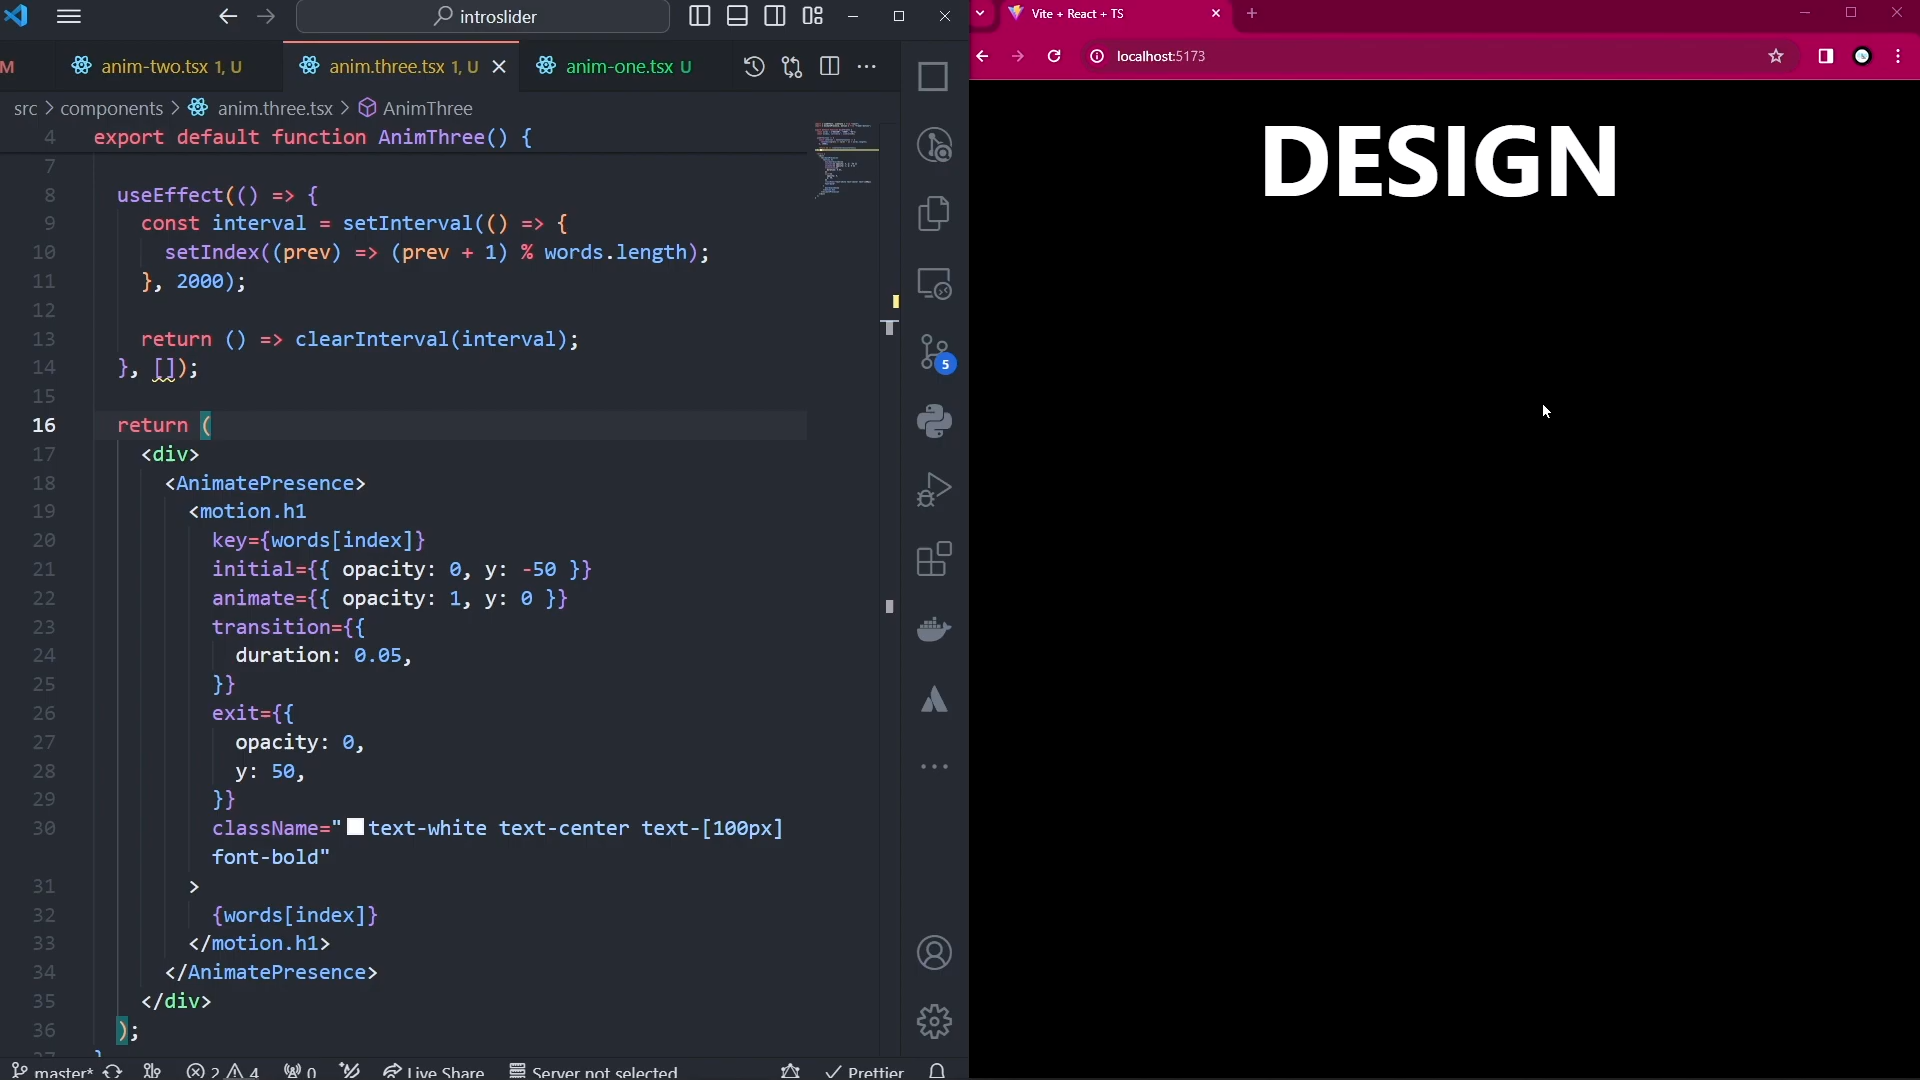 introslider
M
anim-two.tsx 1, U
anim.three.tsx 1, U
anim-one.tsx U
src > components > anim.three.tsx > AnimThree
4 export default function AnimThree() {
7
8 useEffect(() => {
9 const interval = setInterval(() => {
10 setIndex((prev) => (prev + 1) % words.length);
11 }, 2000);
12
13 return () => clearInterval(interval);
14 }, []);
15
16 return (
17 <div>
18 <AnimatePresence>
19 <motion.h1
20 key={words[index]}
21 initial={{ opacity: 0, y: -50 }}
22 animate={{ opacity: 1, y: 0 }}
23 transition={{
24 duration: 0.05,
25 }}
26 exit={{
27 opacity: 0,
28 y: 50,
29 }}
30 className="text-white text-center text-[100px]
font-bold"
31 >
32 {words[index]}
33 </motion.h1>
34 </AnimatePresence>
35 </div>
36 );
37 }
5
master* 2 4 0 Live Share Server not selected Prettier
Vite + React + TS
localhost:5173
DESIGN